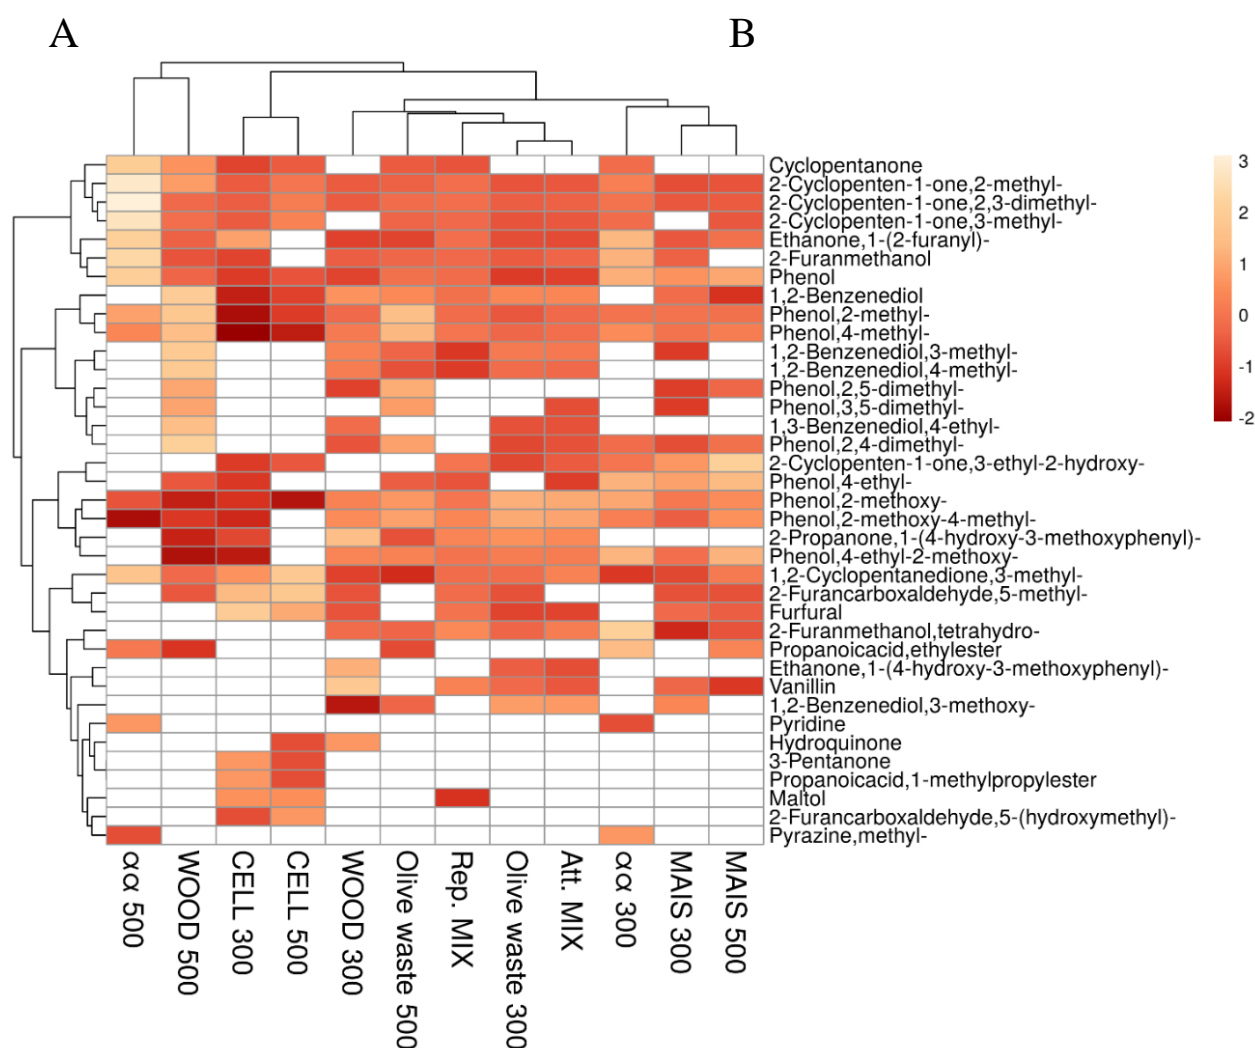 A
B
Cyclopentanone
2-Cyclopenten-1-one,2-methyl-
2-Cyclopenten-1-one,2,3-dimethyl-
2-Cyclopenten-1-one,3-methyl-
Ethanone,1-(2-furanyl)-
2-Furanmethanol
Phenol
1,2-Benzenediol
Phenol,2-methyl-
Phenol,4-methyl-
1,2-Benzenediol,3-methyl-
1,2-Benzenediol,4-methyl-
Phenol,2,5-dimethyl-
Phenol,3,5-dimethyl-
1,3-Benzenediol,4-ethyl-
Phenol,2,4-dimethyl-
2-Cyclopenten-1-one,3-ethyl-2-hydroxy-
Phenol,4-ethyl-
Phenol,2-methoxy-
Phenol,2-methoxy-4-methyl-
2-Propanone,1-(4-hydroxy-3-methoxyphenyl)-
Phenol,4-ethyl-2-methoxy-
1,2-Cyclopentanedione,3-methyl-
2-Furancarboxaldehyde,5-methyl-
Furfural
2-Furanmethanol,tetrahydro-
Propanoicacid,ethylester
Ethanone,1-(4-hydroxy-3-methoxyphenyl)-
Vanillin
1,2-Benzenediol,3-methoxy-
Pyridine
Hydroquinone
3-Pentanone
Propanoicacid,1-methylpropylester
Maltol
2-Furancarboxaldehyde,5-(hydroxymethyl)-
Pyrazine,methyl-
αα 500
WOOD 500
CELL 300
CELL 500
WOOD 300
Olive waste 500
Rep. MIX
Olive waste 300
Att. MIX
αα 300
MAIS 300
MAIS 500
3
2
1
0
-1
-2